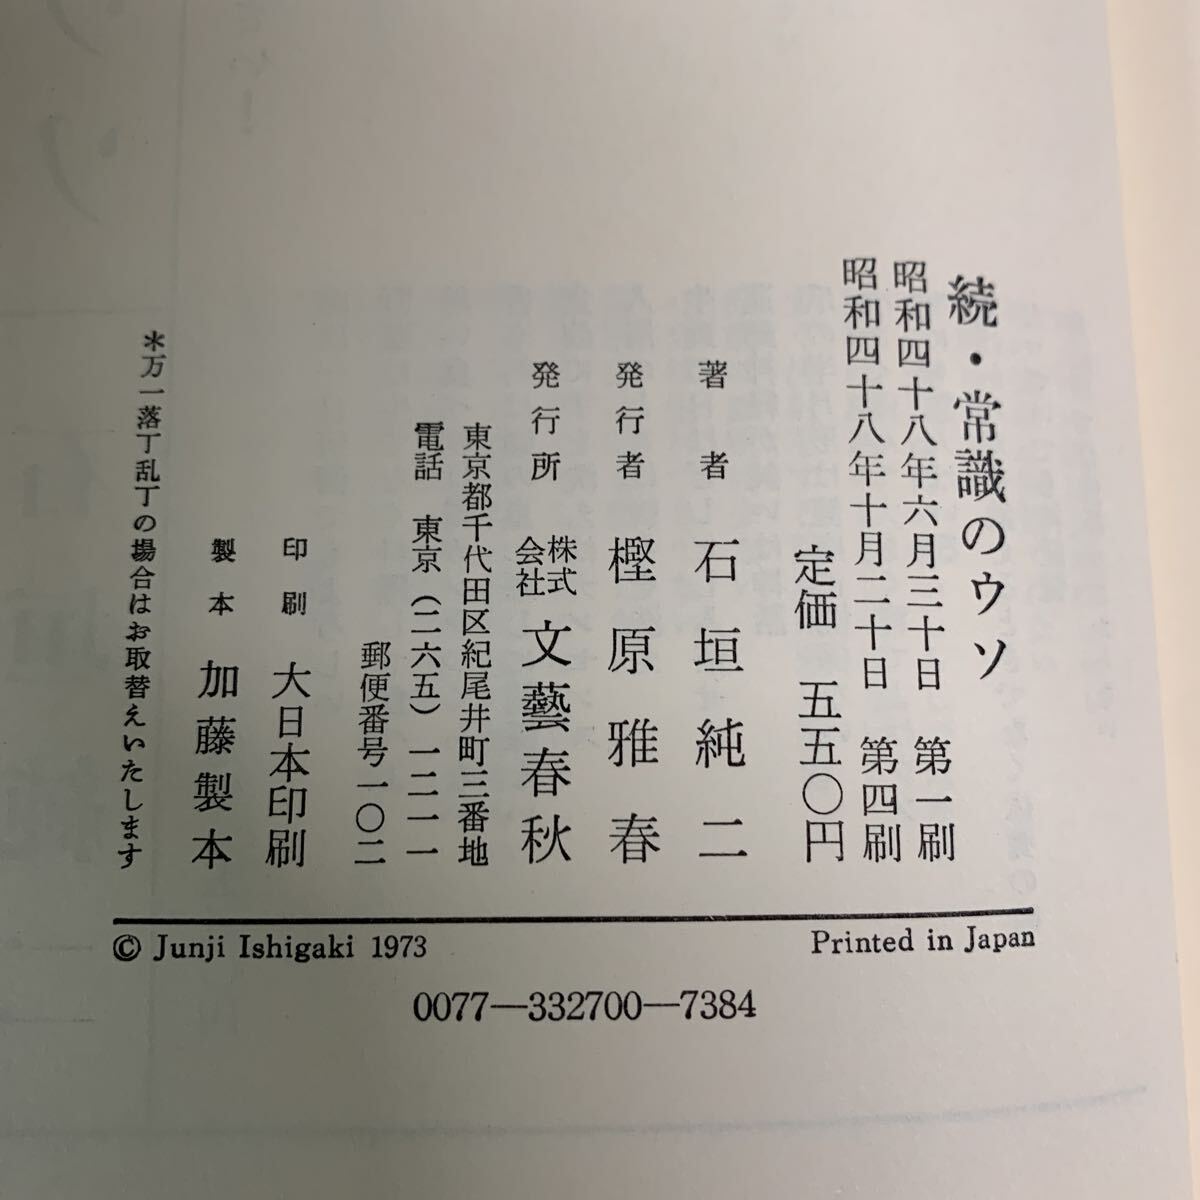 続・常識のウソ
昭和四十八年六月三十日 第一刷
昭和四十八年十月二十日 第四刷
定価 五五〇円
著者 石垣純二
発行者 樫原雅春
発行所 株式会社 文藝春秋
東京都千代田区紀尾井町三番地
電話 東京(二六五)一二一一
郵便番号一〇二
印刷 大日本印刷
製本 加藤製本
*万一落丁乱丁の場合はお取替えいたします
© Junji Ishigaki 1973
Printed in Japan
0077—332700—7384